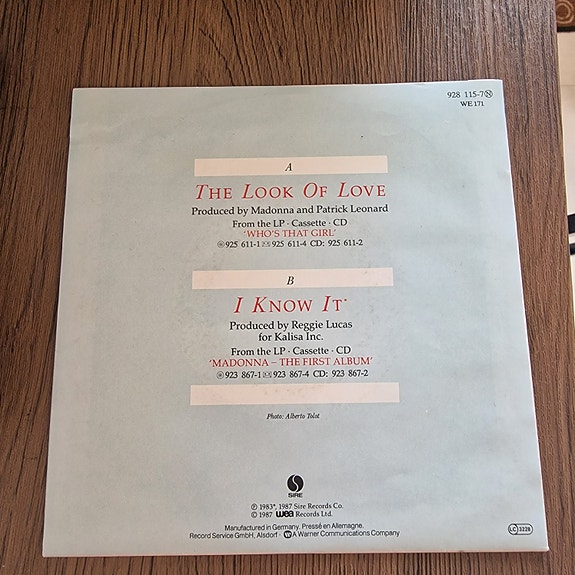 928 115-7 Ⓝ
WE 171
A
THE LOOK OF LOVE
Produced by Madonna and Patrick Leonard
From the LP · Cassette · CD
'WHO'S THAT GIRL'
925 611-1 925 611-4 CD: 925 611-2
B
I KNOW IT*
Produced by Reggie Lucas
for Kalisa Inc.
From the LP · Cassette · CD
'MADONNA – THE FIRST ALBUM'
923 867-1 923 867-4 CD: 923 867-2
Photo: Alberto Tolot
SIRE
℗ 1983*, 1987 Sire Records Co.
© 1987 wea Records Ltd.
Manufactured in Germany. Pressé en Allemagne.
Record Service GmbH, Alsdorf · A Warner Communications Company
LC 3228